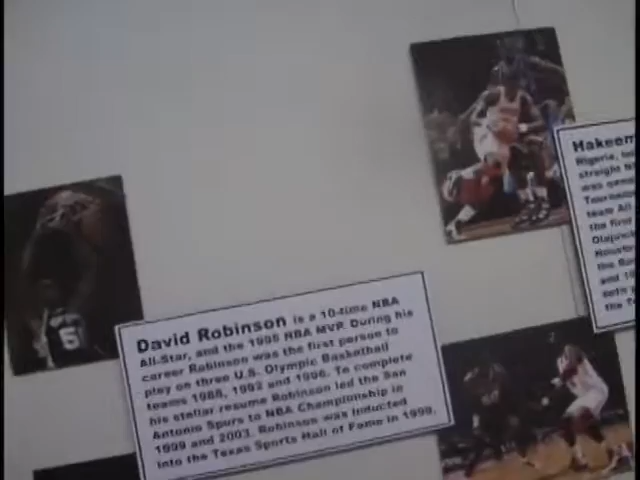 David Robinson is a 10-time NBA
All-Star, and the 1995 NBA MVP. During his
career Robinson was the first person to
play on three U.S. Olympic Basketball
teams 1988, 1992 and 1996. To complete
his stellar resume Robinson led the San
Antonio Spurs to NBA Championship in
1999 and 2003. Robinson was inducted
into the Texas Sports Hall of Fame in 1999.
Hakeem
Nigeria,
straight
was
team All
the first
Olajuwon
Houston
the
and